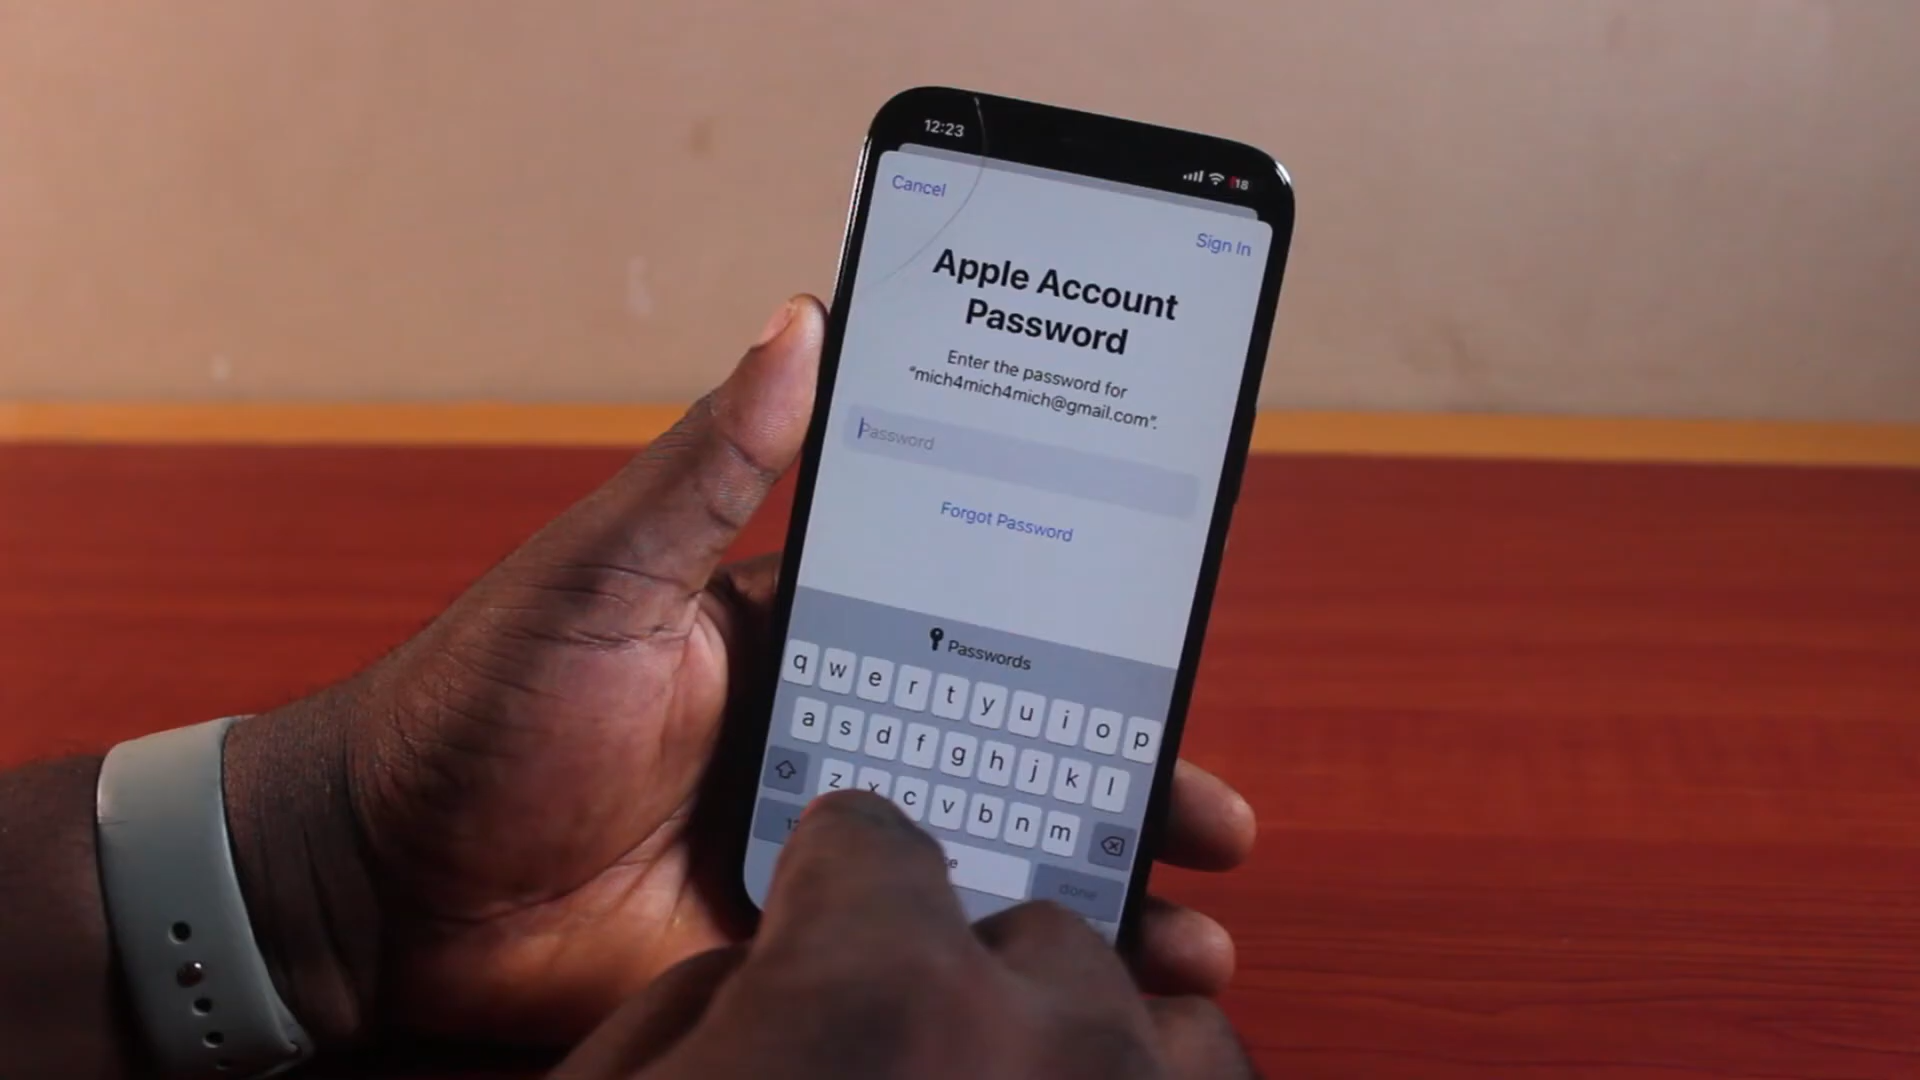 12:23
18
Cancel
Sign In
Apple Account
Password
Enter the password for
“mich4mich4mich@gmail.com”.
Password
Forgot Password
Passwords
q w e r t y u i o p
a s d f g h j k l
z x c v b n m
done